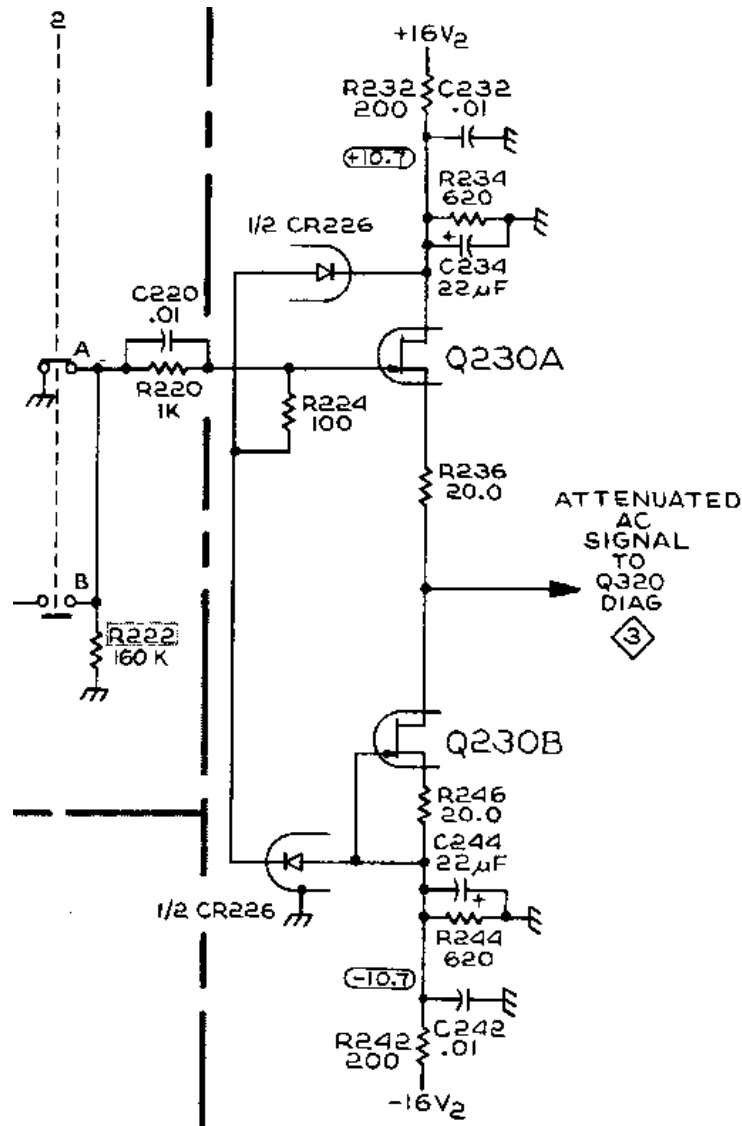 2
+16V2
R232
200
C232
.01
+10.7
R234
620
1/2 CR226
+
C234
22µF
C220
.01
A
R220
1K
Q230A
R224
100
R236
20.0
ATTENUATED
AC
SIGNAL
TO
Q320
DIAG
3
B
R222
160 K
Q230B
R246
20.0
C244
22µF
+
1/2 CR226
R244
620
-10.7
R242
200
C242
.01
-16V2